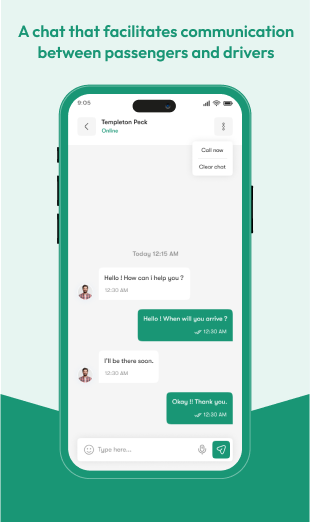 A chat that facilitates communication
between passengers and drivers
9:05
Templeton Peck
Online
Call now
Clear chat
Today 12:15 AM
Hello ! How can I help you ?
12:30 AM
Hello ! When will you arrive ?
12:30 AM
I'll be there soon.
12:30 AM
Okay !! Thank you.
12:30 AM
Type here...